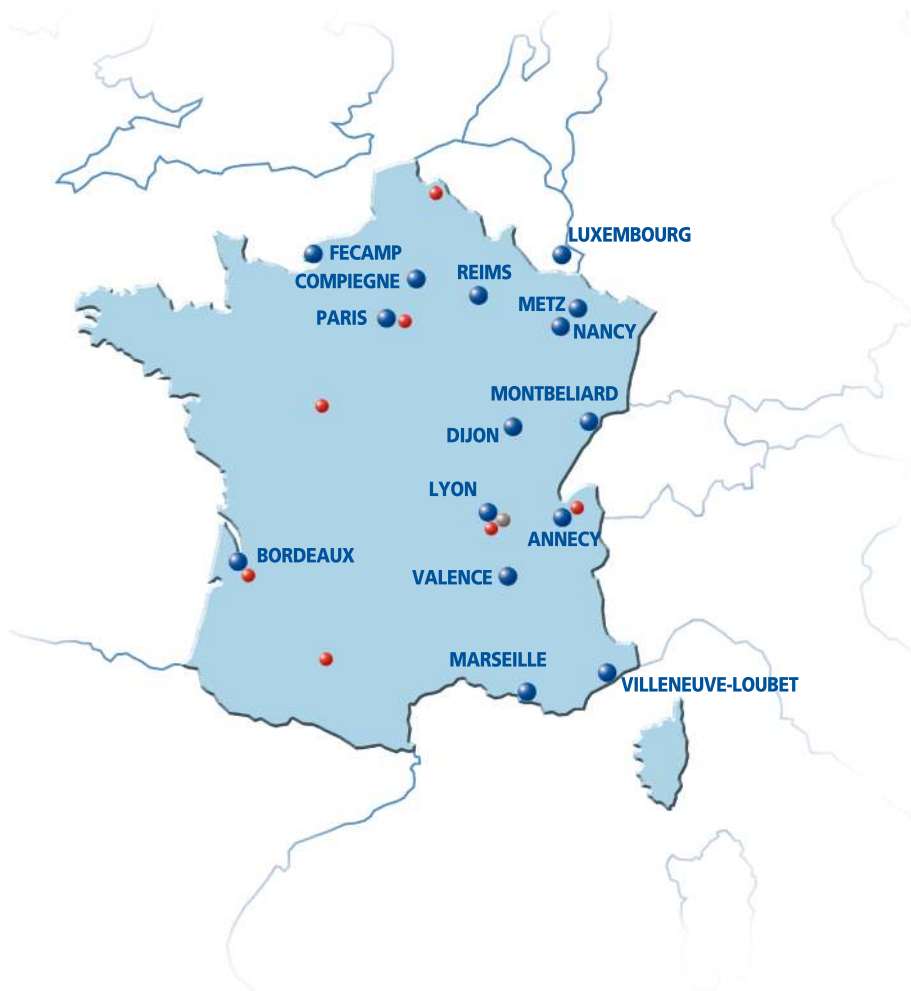 LUXEMBOURG
FECAMP
REIMS
COMPIEGNE
METZ
PARIS
NANCY
MONTBELIARD
DIJON
LYON
ANNECY
BORDEAUX
VALENCE
MARSEILLE
VILLENEUVE-LOUBET